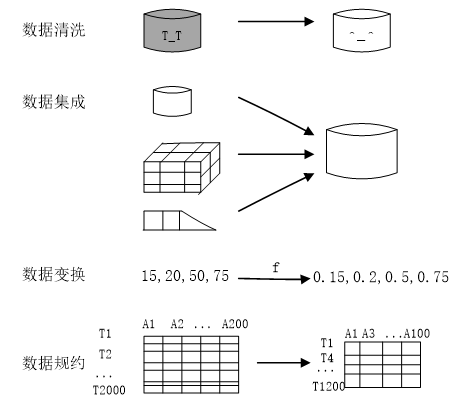 数据清洗 T_T ^_^
数据集成
数据变换 15,20,50,75 f 0.15,0.2,0.5,0.75
A1 A2 ... A200 A1 A3 ...A100
T1 T1
T2 T4
数据规约
... ...
T2000 T1200